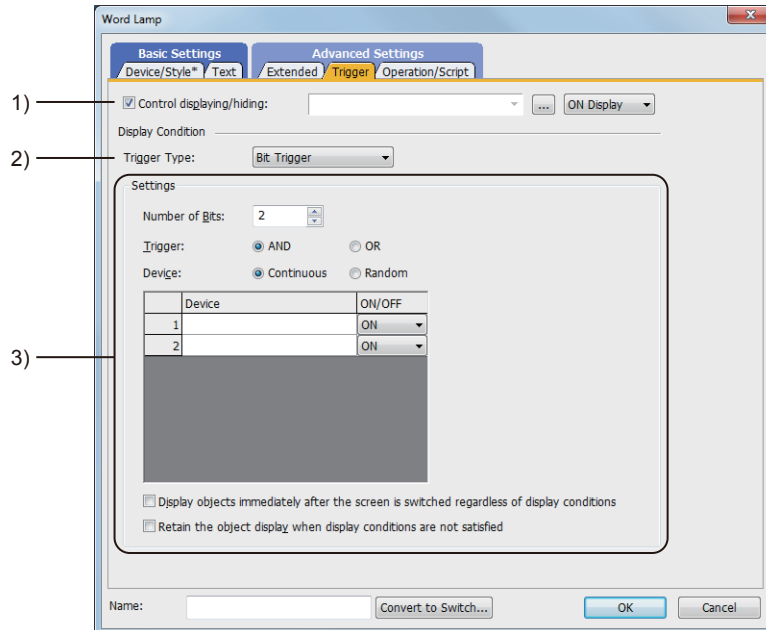 Word Lamp
Basic Settings Advanced Settings
Device/Style* Text Extended Trigger Operation/Script
1) Control displaying/hiding: ... ON Display
Display Condition
2) Trigger Type: Bit Trigger
Settings
Number of Bits: 2
Trigger: AND OR
Device: Continuous Random
Device ON/OFF
1 ON
2 ON
3)
Display objects immediately after the screen is switched regardless of display conditions
Retain the object display when display conditions are not satisfied
Name: Convert to Switch... OK Cancel